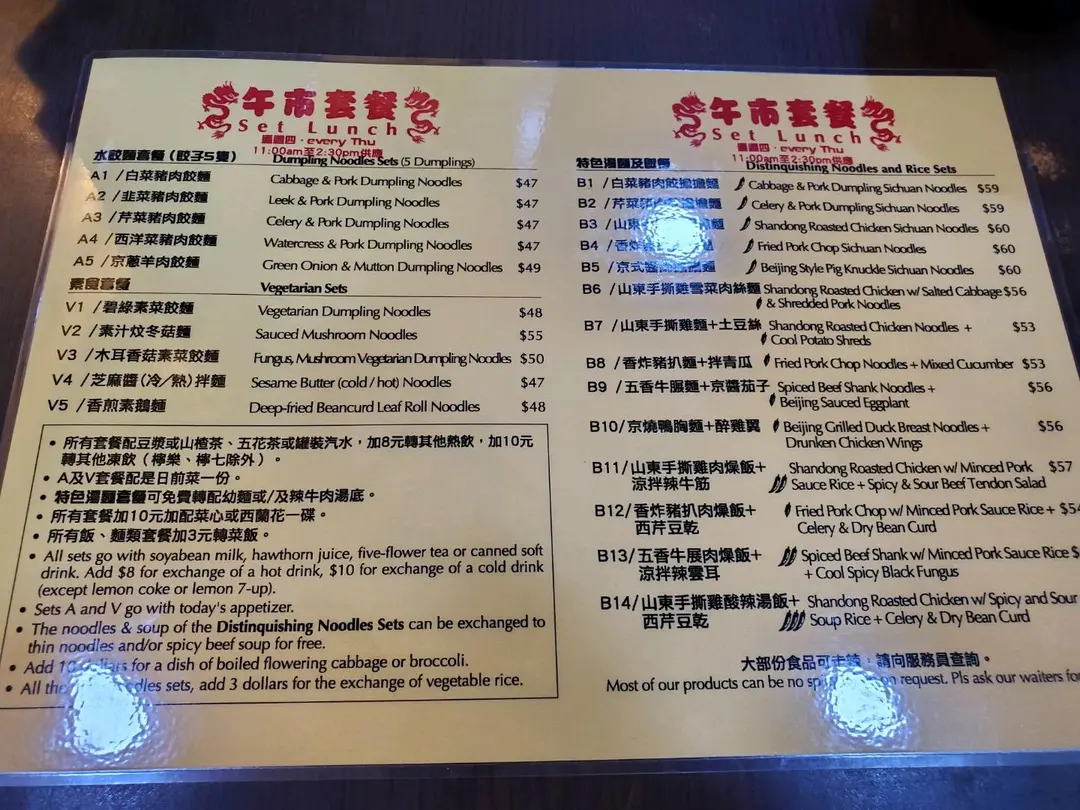 午市套餐
Set Lunch
逢週四·every Thu
11:00am至2:30pm供應
水餃麵套餐(餃子5隻) Dumpling Noodles Sets (5 Dumplings)
A1/白菜豬肉餃麵 Cabbage & Pork Dumpling Noodles $47
A2/韭菜豬肉餃麵 Leek & Pork Dumpling Noodles $47
A3/芹菜豬肉餃麵 Celery & Pork Dumpling Noodles $47
A4/西洋菜豬肉餃麵 Watercress & Pork Dumpling Noodles $47
A5/京蔥羊肉餃麵 Green Onion & Mutton Dumpling Noodles $49
素食套餐 Vegetarian Sets
V1/碧綠素菜餃麵 Vegetarian Dumpling Noodles $48
V2/素汁炆冬菇麵 Sauced Mushroom Noodles $55
V3/木耳香菇素菜餃麵 Fungus, Mushroom Vegetarian Dumpling Noodles $50
V4/芝麻醬(冷/熱)拌麵 Sesame Butter (cold / hot) Noodles $47
V5/香煎素鵝麵 Deep-fried Beancurd Leaf Roll Noodles $48
• 所有套餐配豆漿或山楂茶、五花茶或罐裝汽水,加8元轉其他熱飲,加10元
轉其他凍飲(檸樂、檸七除外)。
• A及V套餐配是日前菜一份。
• 特色湯麵套餐可免費轉配幼麵或/及辣牛肉湯底。
• 所有套餐加10元加配菜心或西蘭花一碟。
• 所有飯、麵類套餐加3元轉菜飯。
• All sets go with soyabean milk, hawthorn juice, five-flower tea or canned soft
drink. Add $8 for exchange of a hot drink, $10 for exchange of a cold drink
(except lemon coke or lemon 7-up).
• Sets A and V go with today's appetizer.
• The noodles & soup of the Distinquishing Noodles Sets can be exchanged to
thin noodles and/or spicy beef soup for free.
• Add 10 dollars for a dish of boiled flowering cabbage or broccoli.
• All the noodles sets, add 3 dollars for the exchange of vegetable rice.
午市套餐
Set Lunch
逢週四·every Thu
11:00am至2:30pm供應
特色湯麵及飯餐 Distinquishing Noodles and Rice Sets
B1/白菜豬肉餃擔擔麵 Cabbage & Pork Dumpling Sichuan Noodles $59
B2/芹菜 麵 Celery & Pork Dumpling Sichuan Noodles $59
B3/山東 麵 Shandong Roasted Chicken Sichuan Noodles $60
B4/香炸 Fried Pork Chop Sichuan Noodles $60
B5/京式 麵 Beijing Style Pig Knuckle Sichuan Noodles $60
B6/山東手撕雞雪菜肉絲麵 Shandong Roasted Chicken w/ Salted Cabbage $56
& Shredded Pork Noodles
B7/山東手撕雞麵+土豆絲 Shandong Roasted Chicken Noodles + $53
Cool Potato Shreds
B8/香炸豬扒麵+拌青瓜 Fried Pork Chop Noodles + Mixed Cucumber $53
B9/五香牛𦟌麵+京醬茄子 Spiced Beef Shank Noodles + $56
Beijing Sauced Eggplant
B10/京燒鴨胸麵+醉雞翼 Beijing Grilled Duck Breast Noodles + $56
Drunken Chicken Wings
B11/山東手撕雞肉燥飯+ Shandong Roasted Chicken w/ Minced Pork $57
涼拌辣牛筋 Sauce Rice + Spicy & Sour Beef Tendon Salad
B12/香炸豬扒肉燥飯+ Fried Pork Chop w/ Minced Pork Sauce Rice + $54
西芹豆乾 Celery & Dry Bean Curd
B13/五香牛展肉燥飯+ Spiced Beef Shank w/ Minced Pork Sauce Rice $
涼拌辣雲耳 + Cool Spicy Black Fungus
B14/山東手撕雞酸辣湯飯+ Shandong Roasted Chicken w/ Spicy and Sour
西芹豆乾 Soup Rice + Celery & Dry Bean Curd
大部份食品可走辣,請向服務員查詢。
Most of our products can be no on request. Pls ask our waiters for